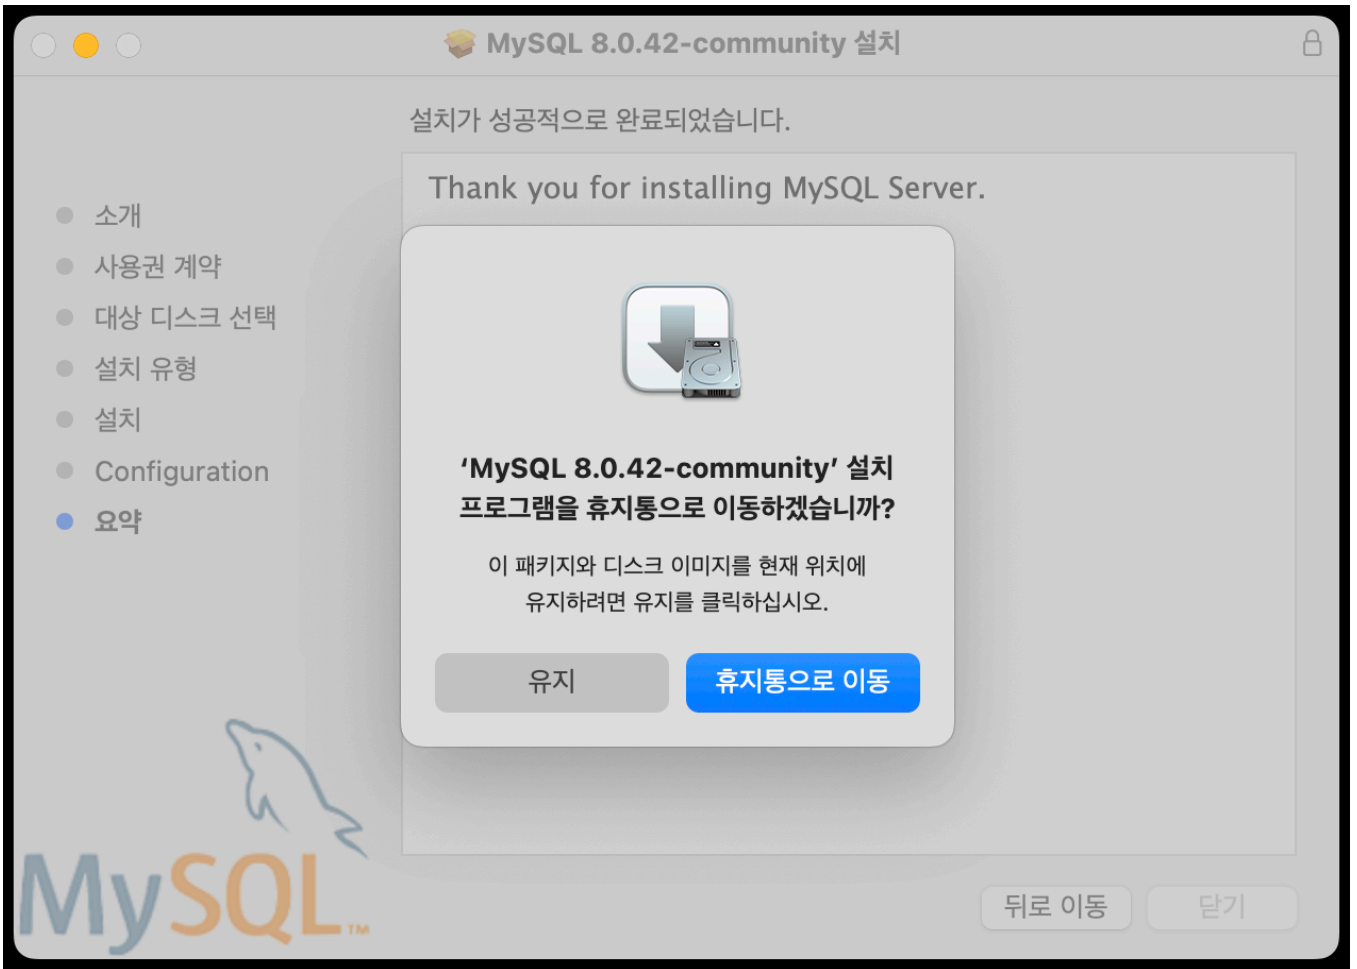 MySQL 8.0.42-community 설치
설치가 성공적으로 완료되었습니다.
Thank you for installing MySQL Server.
소개
사용권 계약
대상 디스크 선택
설치 유형
설치
Configuration
요약
‘MySQL 8.0.42-community’ 설치
프로그램을 휴지통으로 이동하겠습니까?
이 패키지와 디스크 이미지를 현재 위치에
유지하려면 유지를 클릭하십시오.
유지
휴지통으로 이동
MySQL™
뒤로 이동
닫기